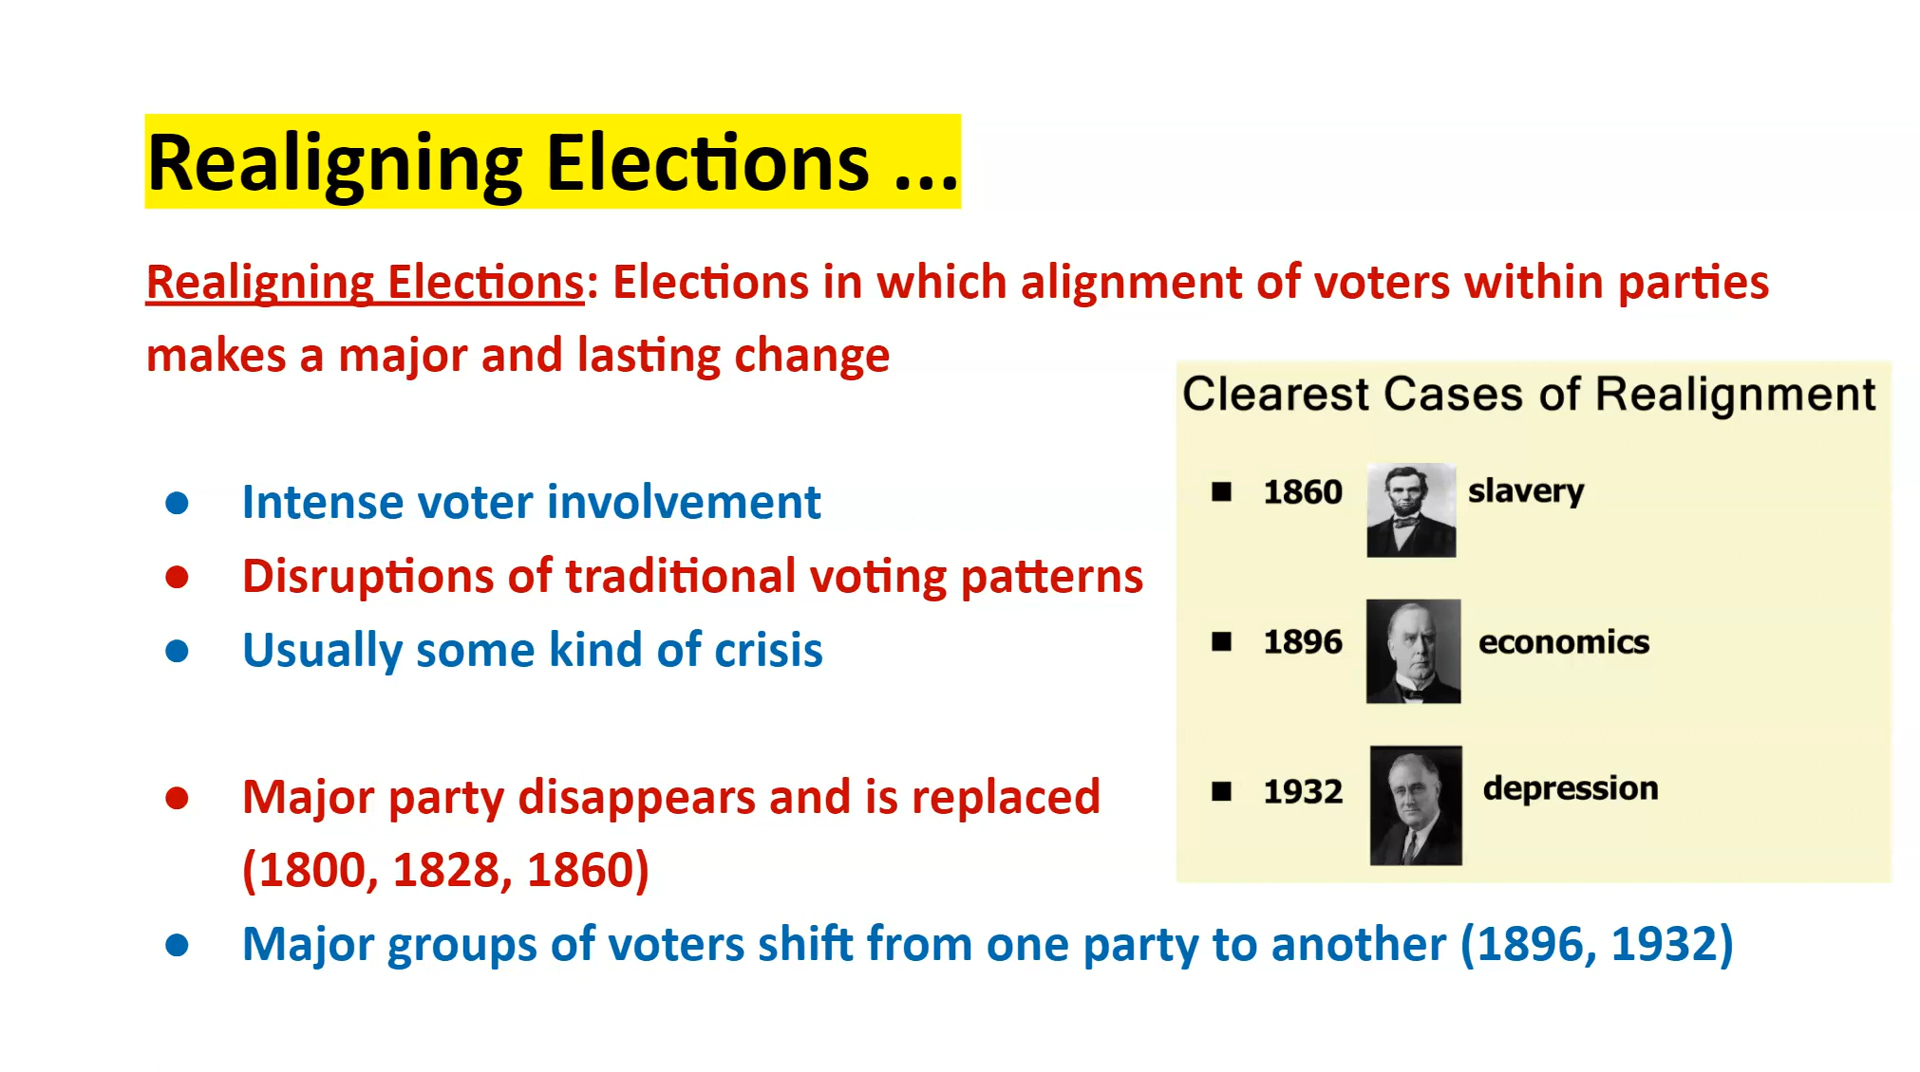 Realigning Elections ...
Realigning Elections: Elections in which alignment of voters within parties
makes a major and lasting change
● Intense voter involvement
● Disruptions of traditional voting patterns
● Usually some kind of crisis
● Major party disappears and is replaced
(1800, 1828, 1860)
● Major groups of voters shift from one party to another (1896, 1932)
Clearest Cases of Realignment
■ 1860 slavery
■ 1896 economics
■ 1932 depression